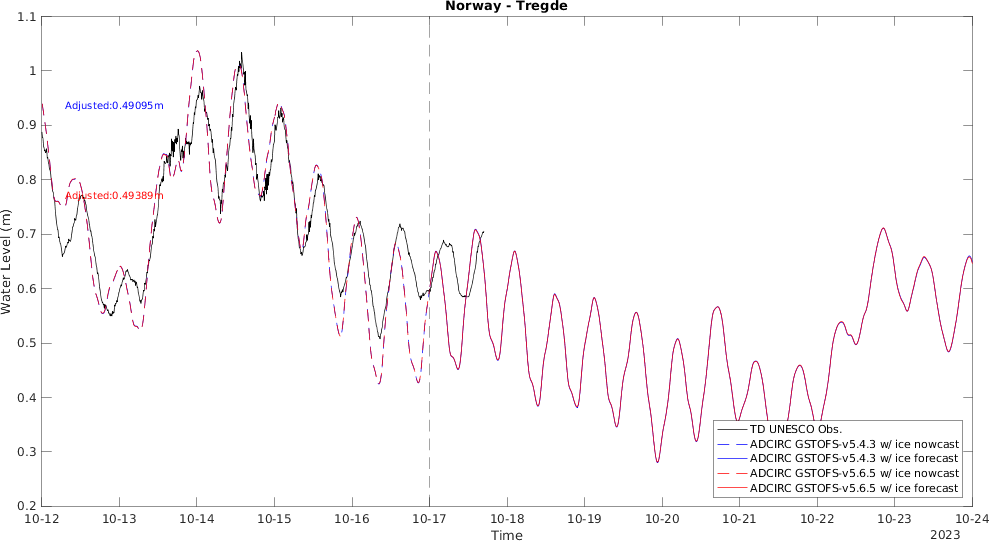 Norway - Tregde
1.1
1
0.9
0.8
0.7
0.6
0.5
0.4
0.3
0.2
Water Level (m)
Adjusted:0.49095m
Adjusted:0.49389m
TD UNESCO Obs.
ADCIRC GSTOFS-v5.4.3 w/ ice nowcast
ADCIRC GSTOFS-v5.4.3 w/ ice forecast
ADCIRC GSTOFS-v5.6.5 w/ ice nowcast
ADCIRC GSTOFS-v5.6.5 w/ ice forecast
10-12 10-13 10-14 10-15 10-16 10-17 10-18 10-19 10-20 10-21 10-22 10-23 10-24
Time
2023